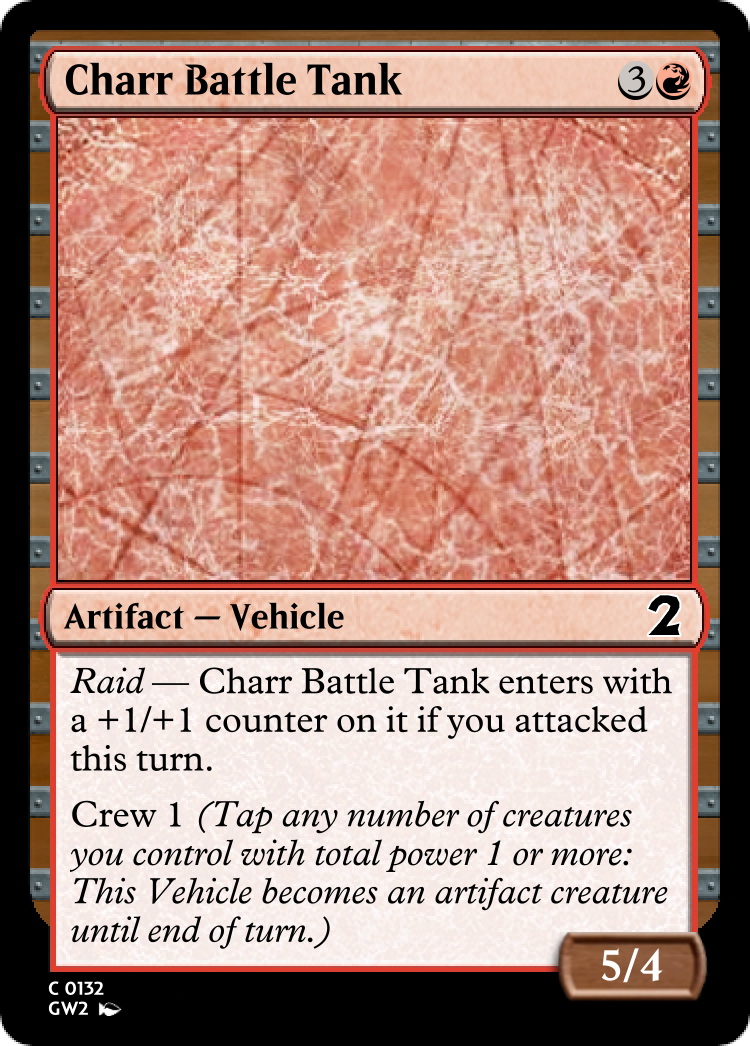 Charr Battle Tank 3
Artifact — Vehicle 2
Raid — Charr Battle Tank enters with
a +1/+1 counter on it if you attacked
this turn.
Crew 1 (Tap any number of creatures
you control with total power 1 or more:
This Vehicle becomes an artifact creature
until end of turn.)
5/4
C 0132
GW2